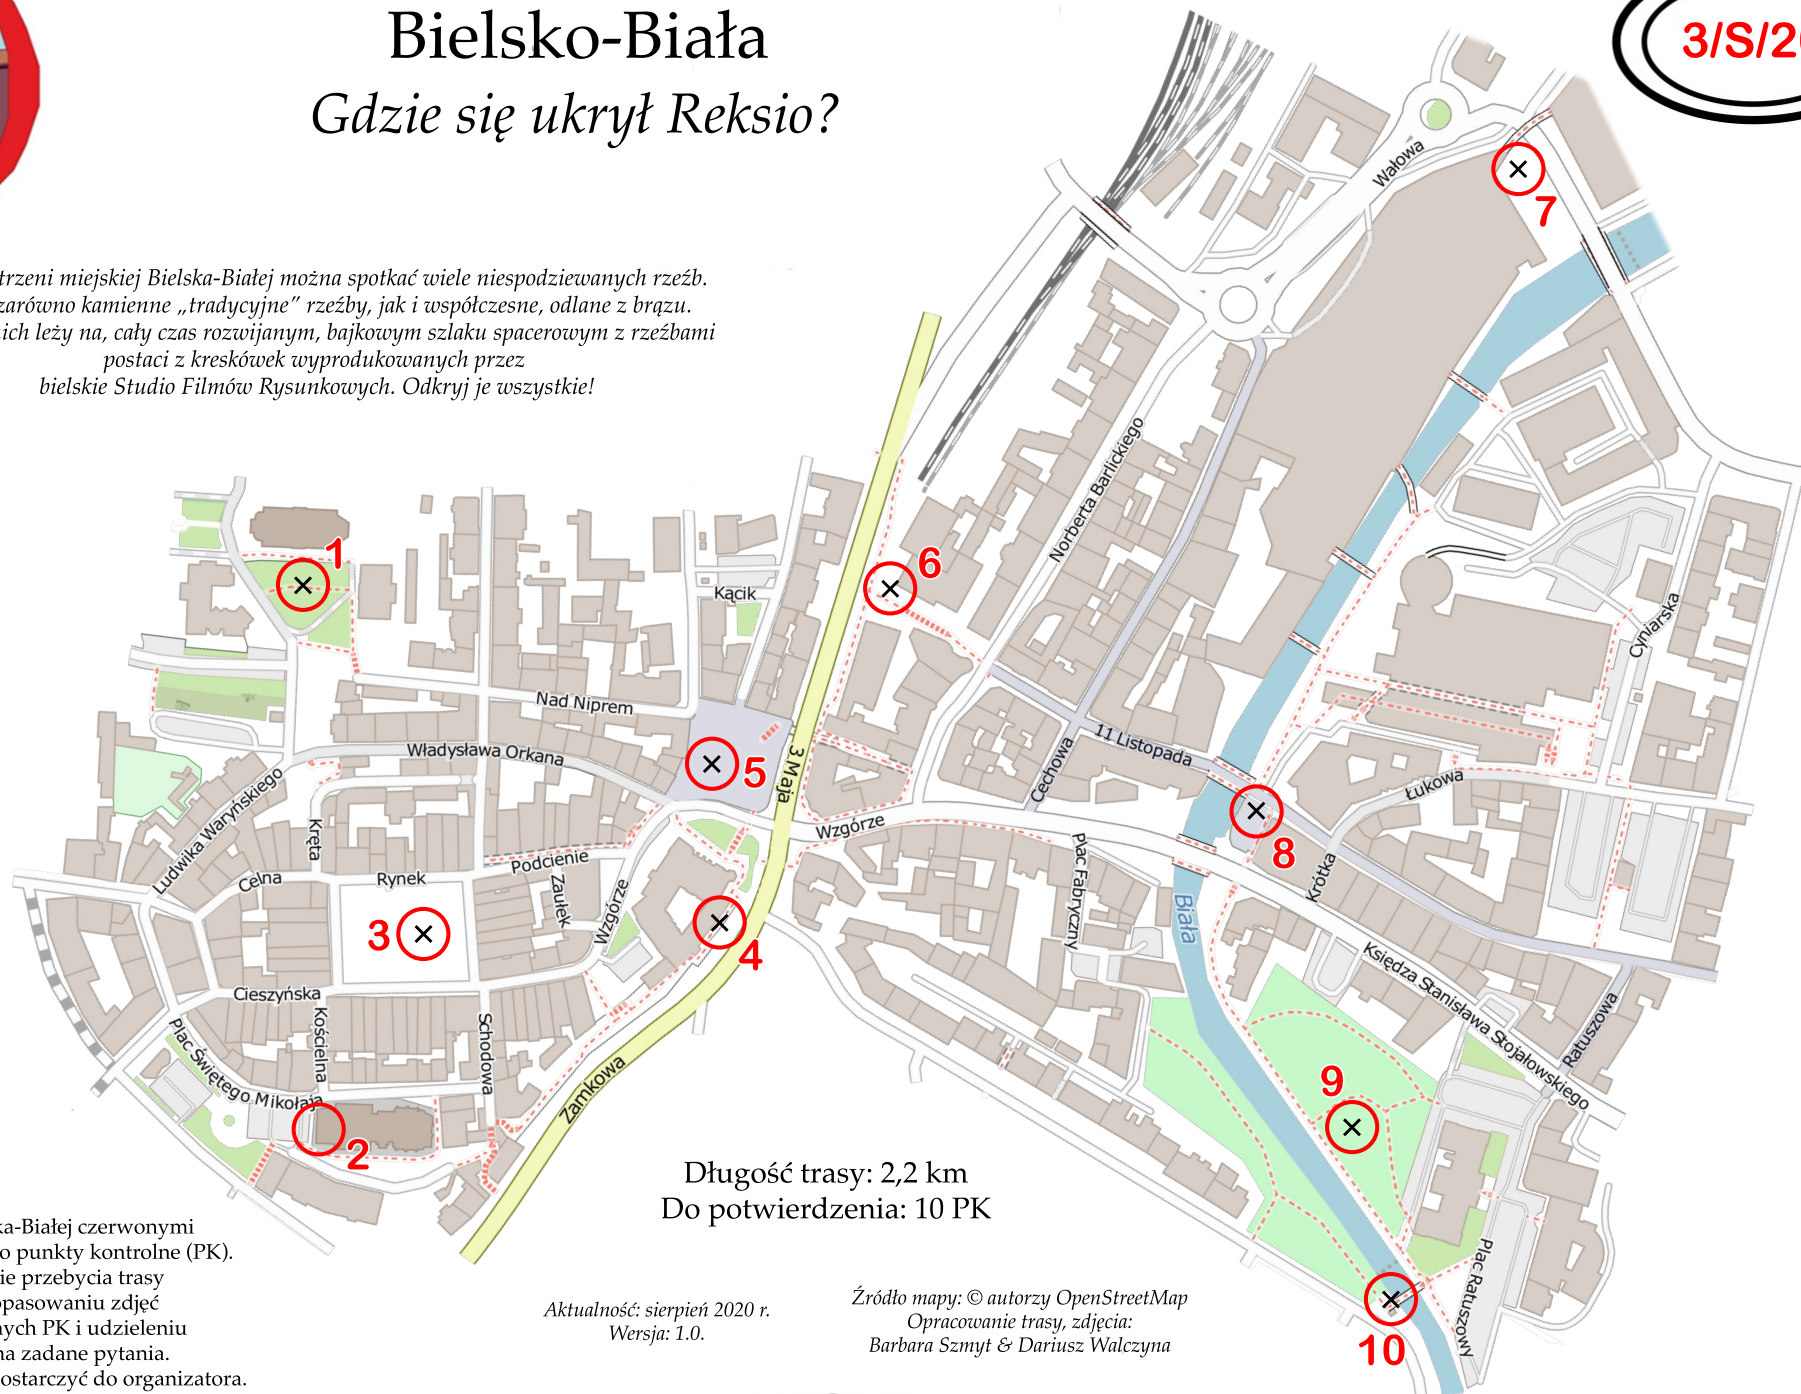 Bielsko-Biała
Gdzie się ukrył Reksio?
3/S/20
trzeni miejskiej Bielska-Białej można spotkać wiele niespodziewanych rzeźb.
zarówno kamienne „tradycyjne” rzeźby, jak i współczesne, odlane z brązu.
ich leży na, cały czas rozwijanym, bajkowym szlaku spacerowym z rzeźbami
postaci z kreskówek wyprodukowanych przez
bielskie Studio Filmów Rysunkowych. Odkryj je wszystkie!
Wałowa
7
Norberta Barlickiego
1
6
Kącik
Cyniarska
Nad Niprem
Władysława Orkana
5
3 Maja
11 Listopada
Cechowa
Łukowa
Ludwika Waryńskiego
Kręta
Wzgórze
Plac Fabryczny
8
Krótka
Celna
Rynek
Podcienie
Zaułek
Wzgórze
3
4
Biała
Księdza Stanisława Stojałowskiego
Cieszyńska
Kościelna
Schodowa
Ratuszowa
Plac Świętego Mikołaja
Zamkowa
9
2
Długość trasy: 2,2 km
Do potwierdzenia: 10 PK
ka-Białej czerwonymi
o punkty kontrolne (PK).
ie przebycia trasy
opasowaniu zdjęć
nych PK i udzieleniu
na zadane pytania.
ostarczyć do organizatora.
Aktualność: sierpień 2020 r.
Wersja: 1.0.
Źródło mapy: © autorzy OpenStreetMap
Opracowanie trasy, zdjęcia:
Barbara Szmyt & Dariusz Walczyna
Plac Ratuszowy
10